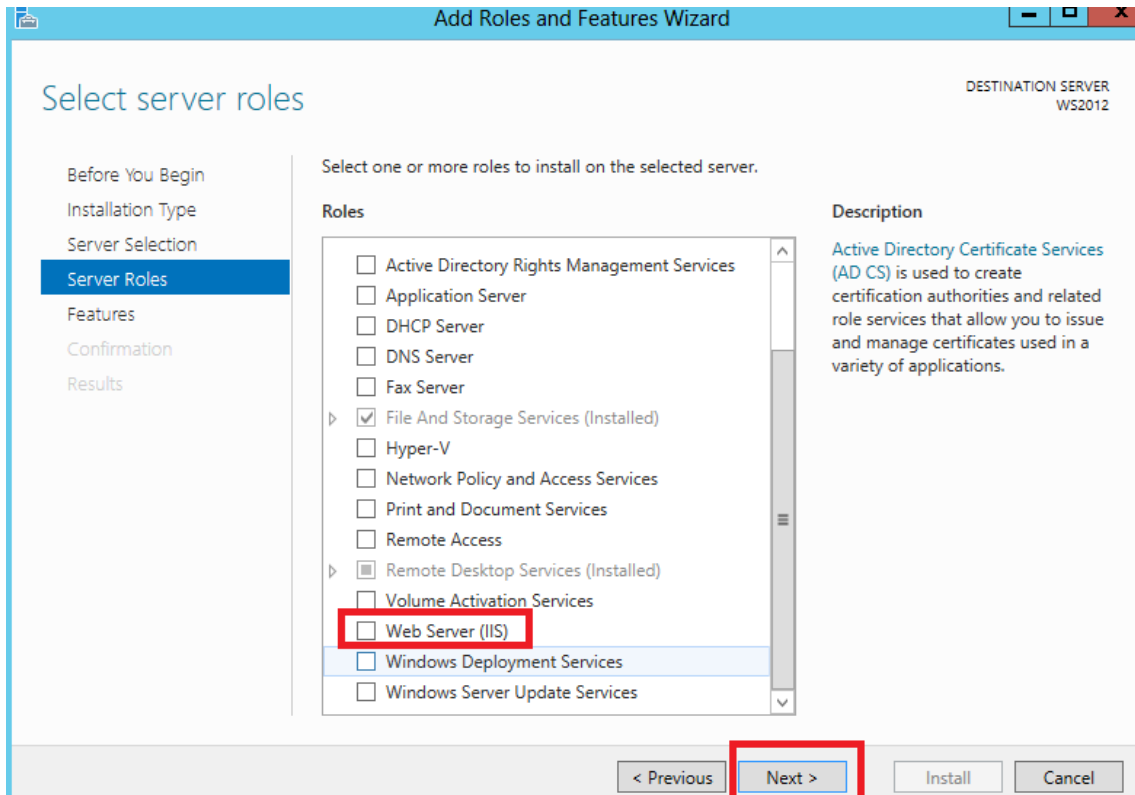 Add Roles and Features Wizard
Select server roles
DESTINATION SERVER
WS2012
Before You Begin
Installation Type
Server Selection
Server Roles
Features
Confirmation
Results
Select one or more roles to install on the selected server.
Roles
Active Directory Rights Management Services
Application Server
DHCP Server
DNS Server
Fax Server
File And Storage Services (Installed)
Hyper-V
Network Policy and Access Services
Print and Document Services
Remote Access
Remote Desktop Services (Installed)
Volume Activation Services
Web Server (IIS)
Windows Deployment Services
Windows Server Update Services
Description
Active Directory Certificate Services
(AD CS) is used to create
certification authorities and related
role services that allow you to issue
and manage certificates used in a
variety of applications.
< Previous
Next >
Install
Cancel